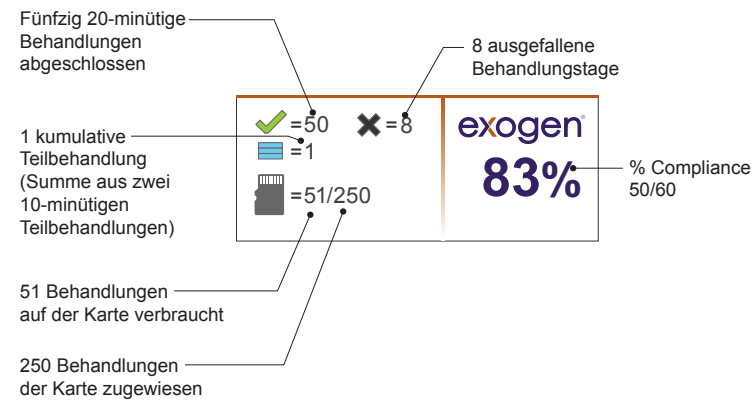 Fünfzig 20-minütige
Behandlungen
abgeschlossen
8 ausgefallene
Behandlungstage
1 kumulative
Teilbehandlung
(Summe aus zwei
10-minütigen
Teilbehandlungen)
=50
=8
=1
=51/250
exogen
83%
% Compliance
50/60
51 Behandlungen
auf der Karte verbraucht
250 Behandlungen
der Karte zugewiesen